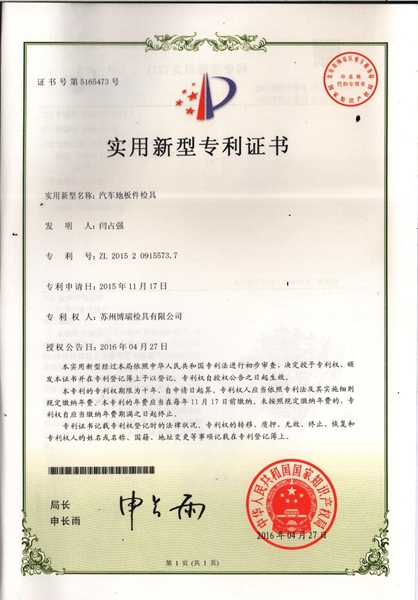 证书号第5165473号
实用新型专利证书
实用新型名称：汽车地板件检具
发明人：闫占强
专利号：ZL 2015 2 0915573.7
专利申请日：2015年11月17日
专利权人：苏州博瑞检具有限公司
授权公告日：2016年04月27日
本实用新型经过本局依照中华人民共和国专利法进行初步审查，决定授予专利权，颁
发本证书并在专利登记簿上予以登记。专利权自授权公告之日起生效。
本专利的专利权期限为十年，自申请日起算。专利权人应当依照专利法及其实施细则
规定缴纳年费。本专利的年费应当在每年11月17日前缴纳。未按照规定缴纳年费的，专
利权自应当缴纳年费期满之日起终止。
专利证书记载专利权登记时的法律状况。专利权的转移、质押、无效、终止、恢复和
专利权人的姓名或名称、国籍、地址变更等事项记载在专利登记簿上。
局长
申长雨
申长雨
中华人民共和国国家知识产权局
2016年04月27日
第1页(共1页)